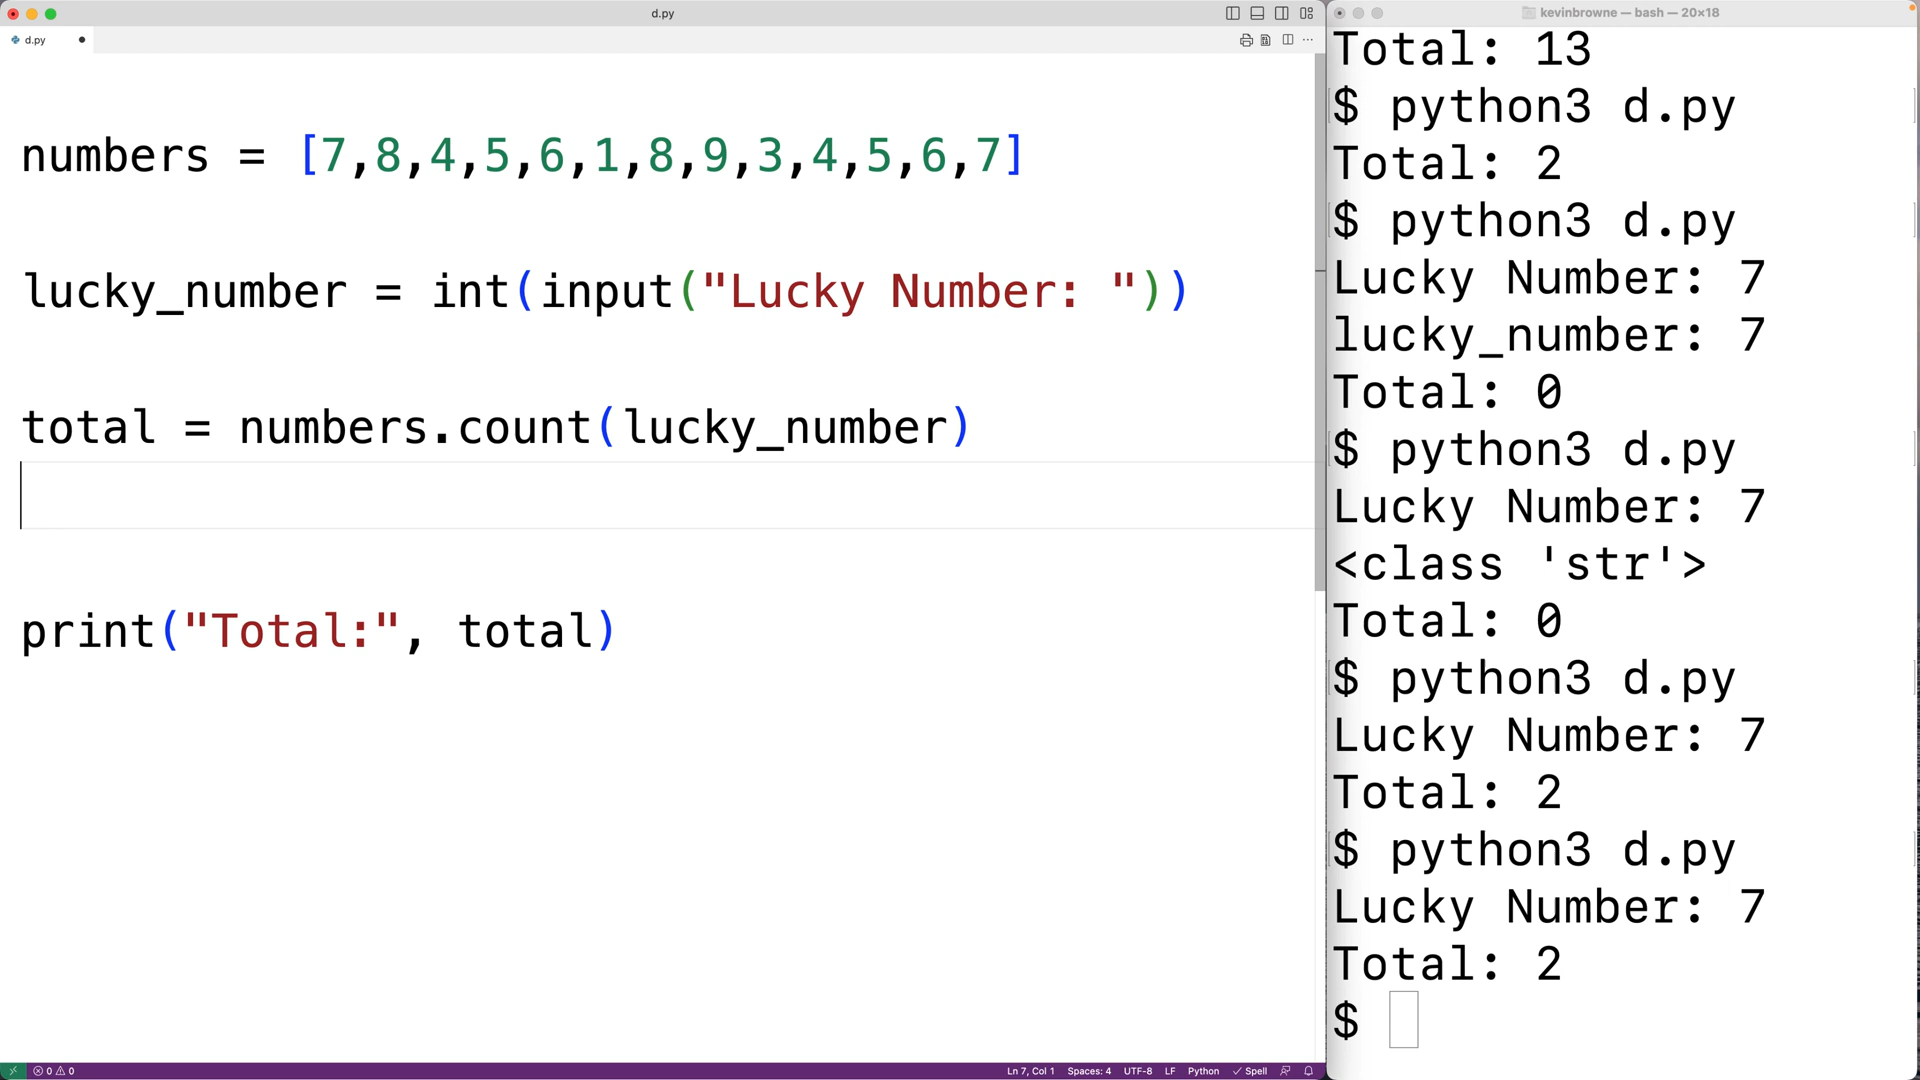 d.py
d.py
numbers = [7,8,4,5,6,1,8,9,3,4,5,6,7]
lucky_number = int(input("Lucky Number: "))
total = numbers.count(lucky_number)
print("Total:", total)
0 0
Ln 7, Col 1 Spaces: 4 UTF-8 LF Python Spell
kevinbrowne — bash — 20×18
Total: 13
$ python3 d.py
Total: 2
$ python3 d.py
Lucky Number: 7
lucky_number: 7
Total: 0
$ python3 d.py
Lucky Number: 7
<class 'str'>
Total: 0
$ python3 d.py
Lucky Number: 7
Total: 2
$ python3 d.py
Lucky Number: 7
Total: 2
$